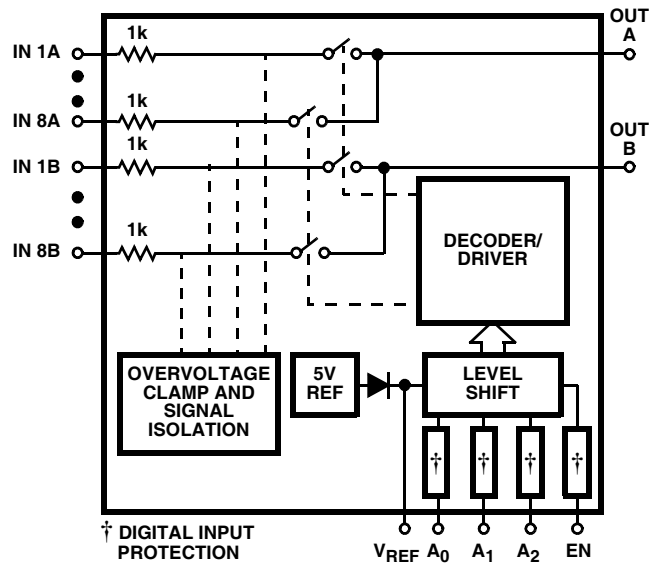 OUT
A
IN 1A
1k
IN 8A
1k
OUT
B
IN 1B
1k
IN 8B
1k
DECODER/
DRIVER
OVERVOLTAGE
CLAMP AND
SIGNAL
ISOLATION
5V
REF
LEVEL
SHIFT
† † † †
† DIGITAL INPUT
PROTECTION
VREF A0 A1 A2 EN